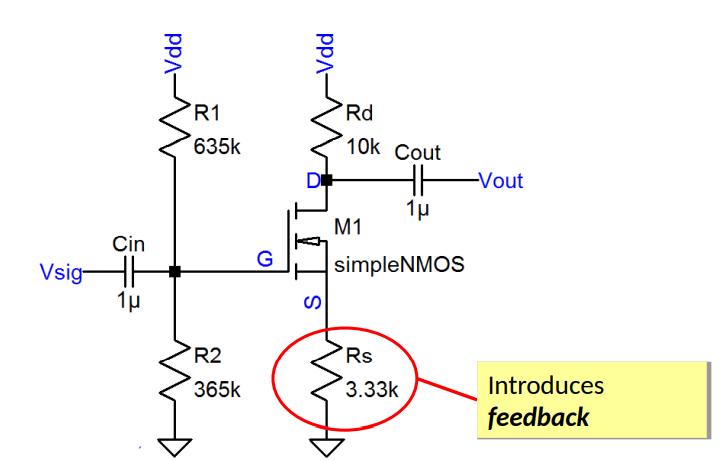 Vdd
Vdd
R1
635k
Rd
10k
Cout
D
Vout
1µ
M1
Cin
G
simpleNMOS
Vsig
1µ
S
R2
365k
Rs
3.33k
Introduces
feedback